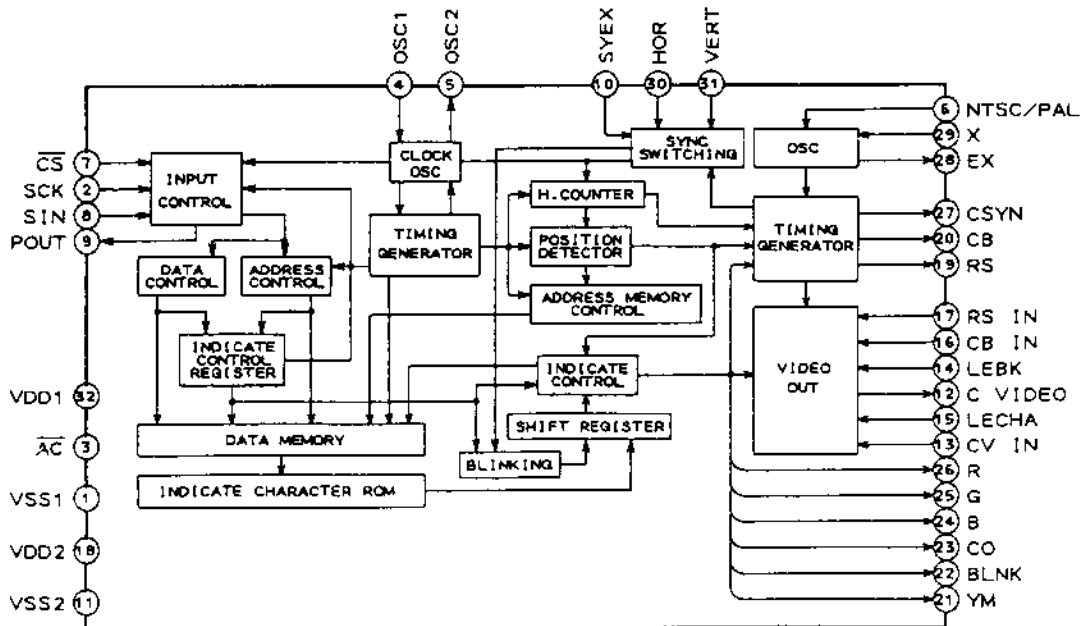 OSC1
OSC2
SYEX
HOR
VERT
4
5
10
30
31
6 NTSC/PAL
29 X
28 EX
27 CSYN
20 CB
19 RS
17 RS IN
16 CB IN
14 LEBK
12 C VIDEO
15 LECHA
13 CV IN
26 R
25 G
24 B
23 CO
22 BLNK
21 YM
CS 7
SCK 2
SIN 8
POUT 9
VDD1 32
AC 3
VSS1 1
VDD2 18
VSS2 11
INPUT
CONTROL
CLOCK
OSC
SYNC
SWITCHING
OSC
H.COUNTER
TIMING
GENERATOR
POSITION
DETECTOR
TIMING
GENERATOR
DATA
CONTROL
ADDRESS
CONTROL
ADDRESS MEMORY
CONTROL
INDICATE
CONTROL
REGISTER
INDICATE
CONTROL
VIDEO
OUT
SHIFT REGISTER
DATA MEMORY
BLINKING
INDICATE CHARACTER ROM